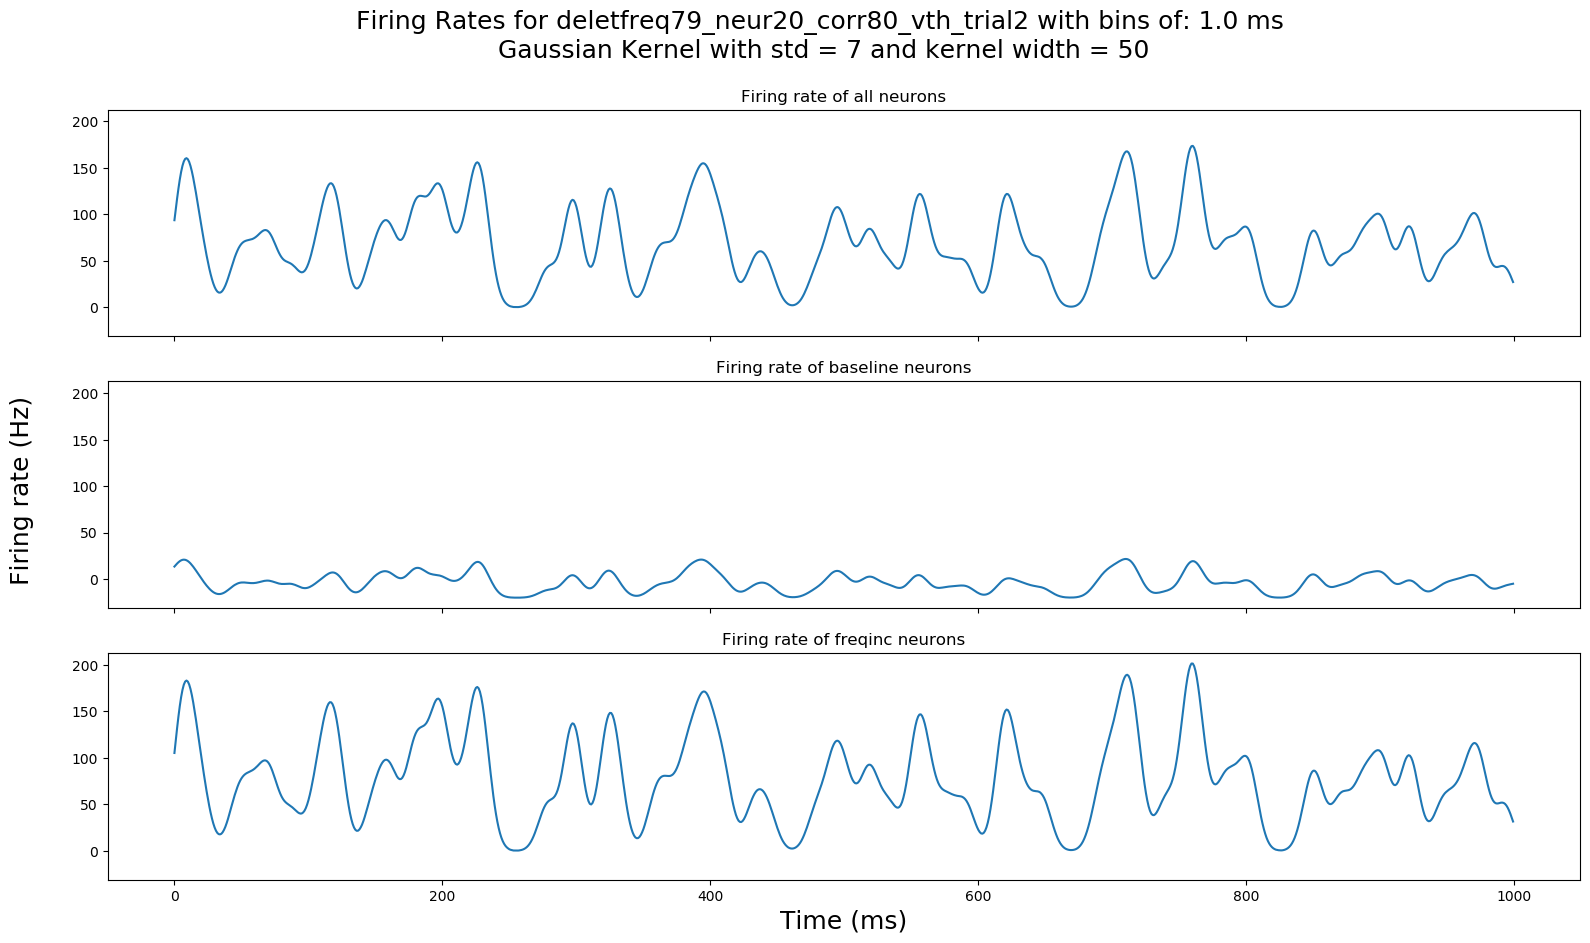 Firing Rates for deletfreq79_neur20_corr80_vth_trial2 with bins of: 1.0 ms
Gaussian Kernel with std = 7 and kernel width = 50
Firing rate of all neurons
200
150
100
50
0
Firing rate of baseline neurons
200
150
100
50
0
Firing rate (Hz)
Firing rate of freqinc neurons
200
150
100
50
0
0 200 400 600 800 1000
Time (ms)